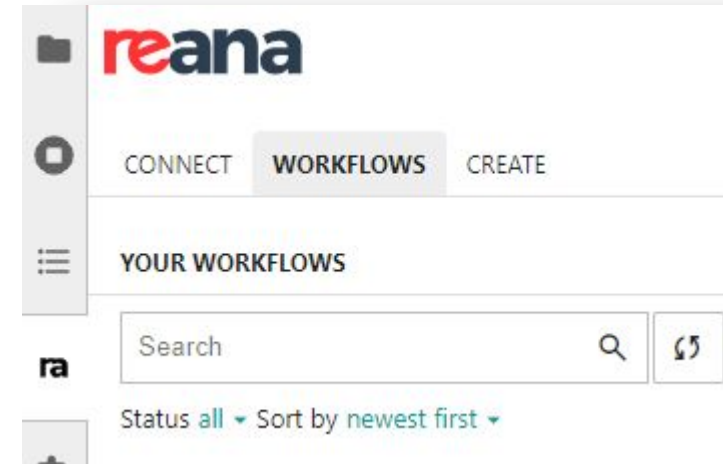 reana
CONNECT WORKFLOWS CREATE
YOUR WORKFLOWS
Search
ra
Status all Sort by newest first